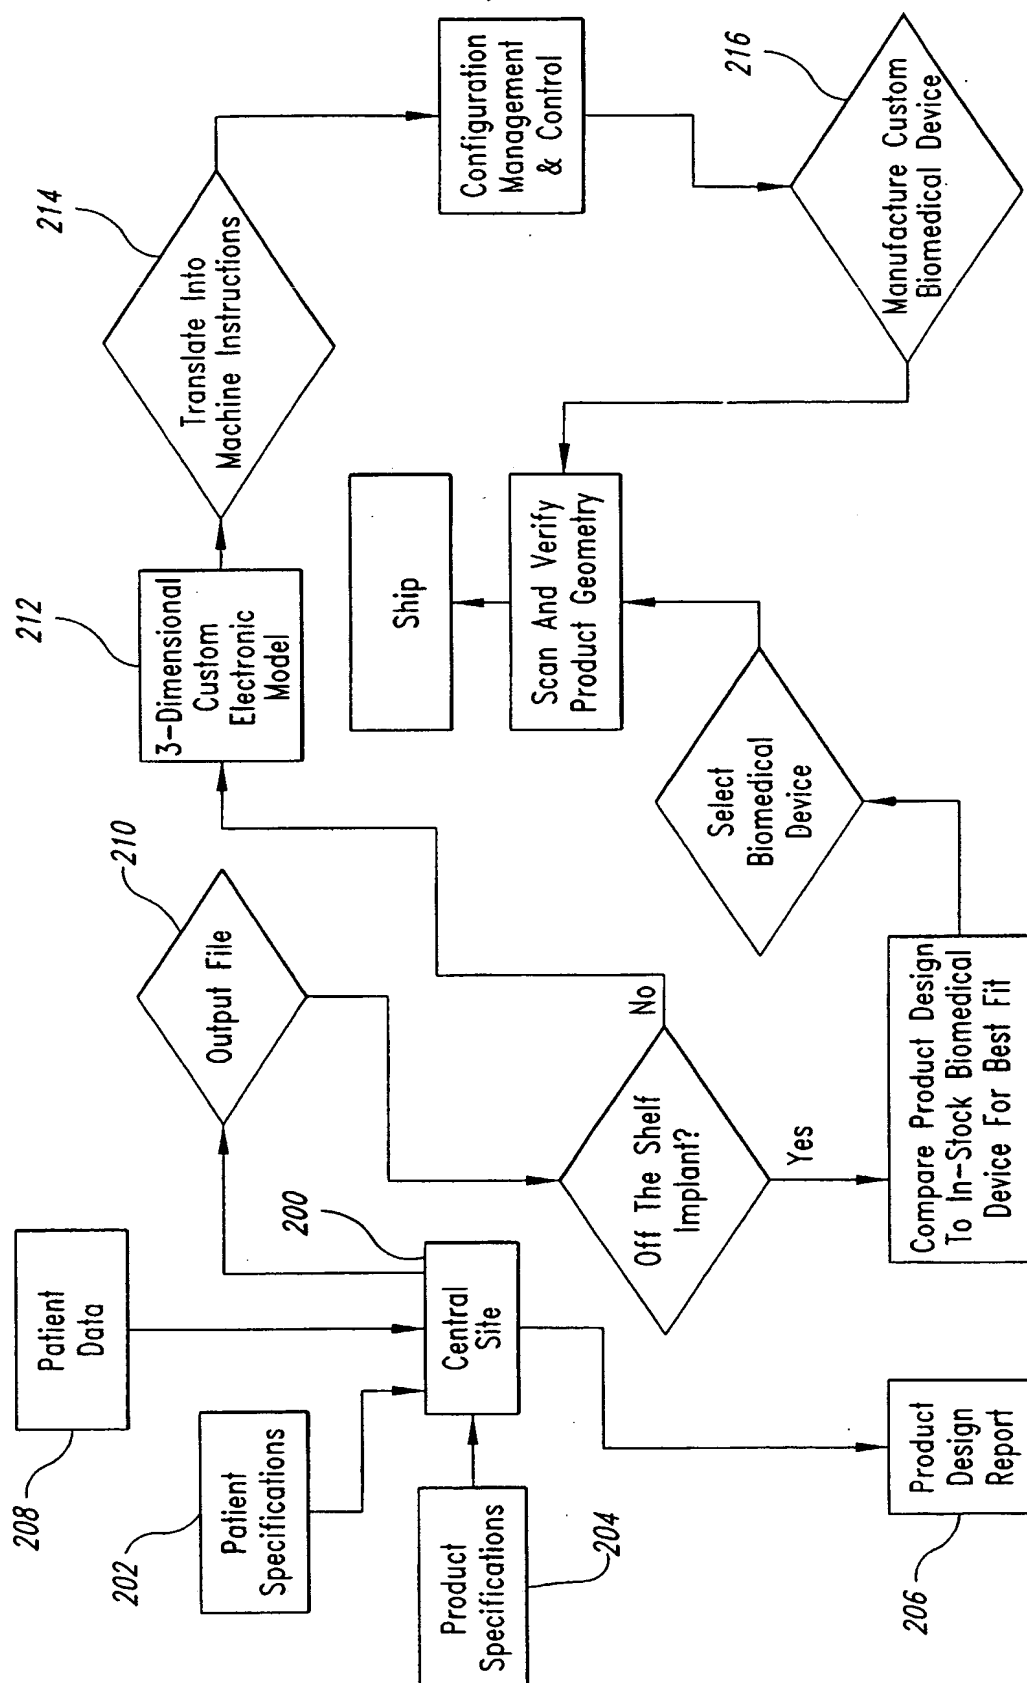 208
Patient
Data
202
Patient
Specifications
Product
Specifications
204
200
Central
Site
Product
Design
Report
206
210
Output File
Off The Shelf
Implant?
No
Yes
Compare Product Design
To In-Stock Biomedical
Device For Best Fit
Select
Biomedical
Device
212
3-Dimensional
Custom
Electronic
Model
214
Translate Into
Machine Instructions
Configuration
Management
& Control
216
Manufacture Custom
Biomedical Device
Scan And Verify
Product Geometry
Ship